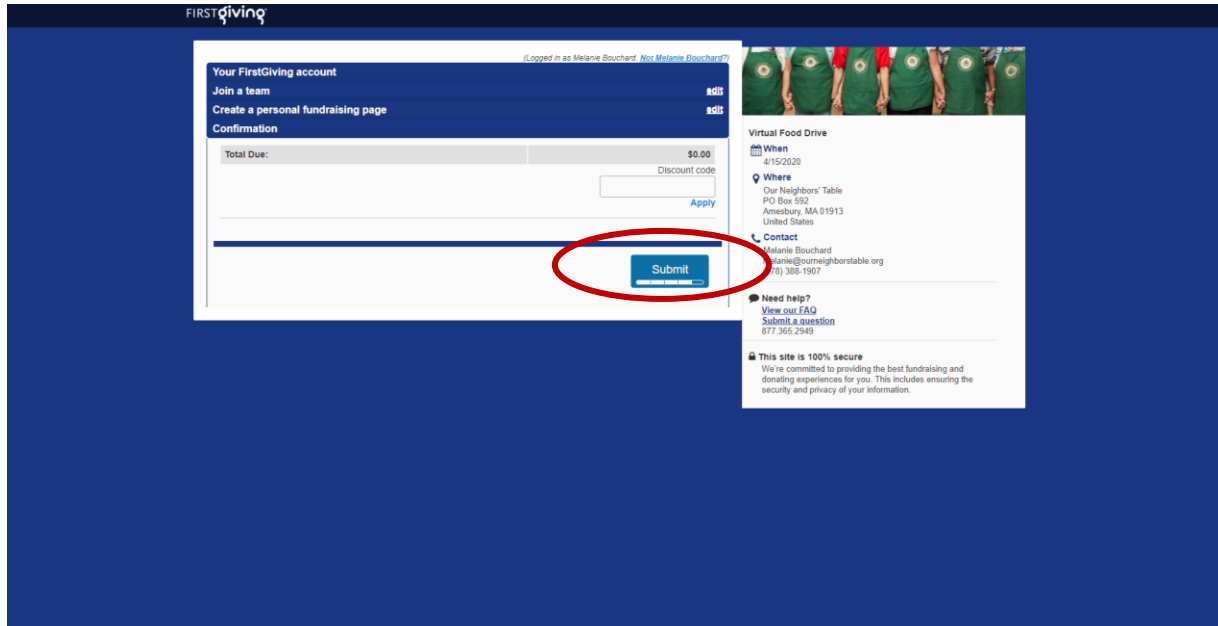 FIRSTgiving
(Logged in as Melanie Bouchard. Not Melanie Bouchard?)
Your FirstGiving account
Join a team edit
Create a personal fundraising page edit
Confirmation
Total Due: $0.00
Discount code
Apply
Submit
Virtual Food Drive
When
4/15/2020
Where
Our Neighbors' Table
PO Box 592
Amesbury, MA 01913
United States
Contact
Melanie Bouchard
melanie@ourneighborstable.org
78) 388-1907
Need help?
View our FAQ
Submit a question
877.365.2949
This site is 100% secure
We're committed to providing the best fundraising and
donating experiences for you. This includes ensuring the
security and privacy of your information.